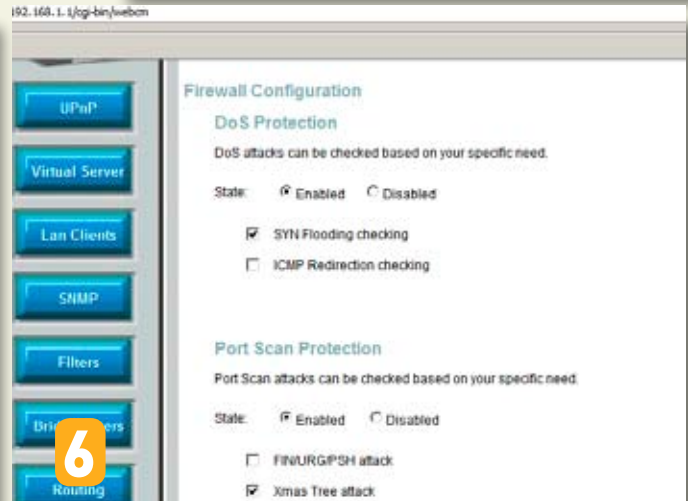 192.168.1.1/cgi-bin/webcm
UPnP
Virtual Server
Lan Clients
SNMP
Filters
6
Routing
Firewall Configuration
DoS Protection
DoS attacks can be checked based on your specific need.
State: Enabled Disabled
SYN Flooding checking
ICMP Redirection checking
Port Scan Protection
Port Scan attacks can be checked based on your specific need.
State: Enabled Disabled
FIN/URG/PSH attack
Xmas Tree attack